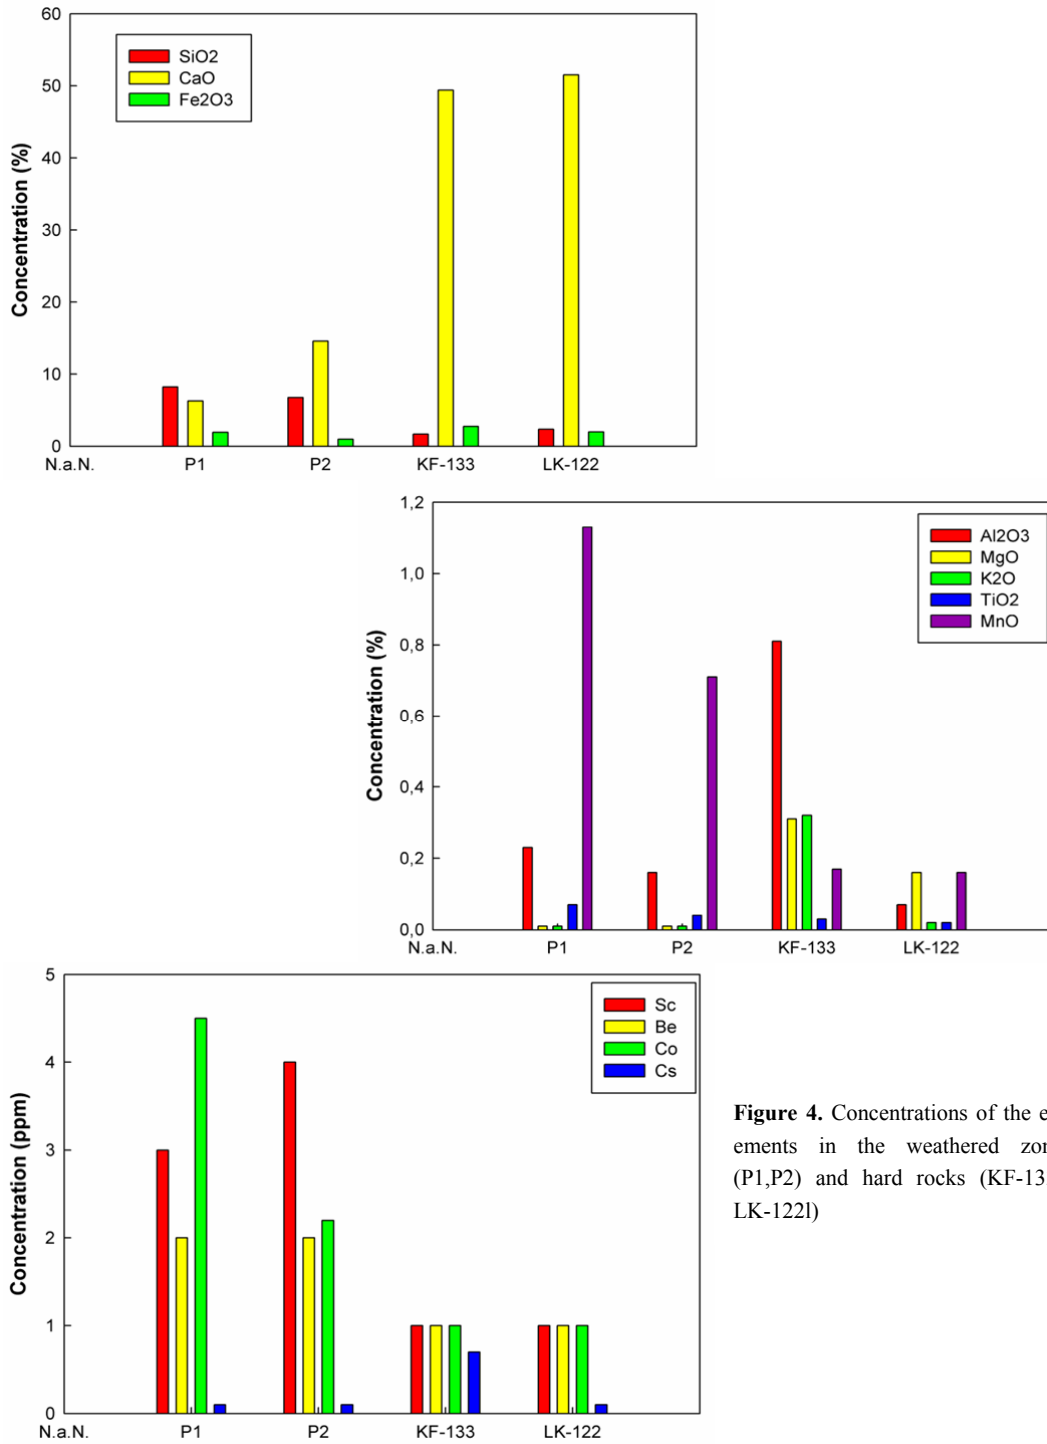 60
50
40
30
20
10
0
Concentration (%)
SiO2
CaO
Fe2O3
N.a.N. P1 P2 KF-133 LK-122
1,2
1,0
0,8
0,6
0,4
0,2
0,0
Concentration (%)
Al2O3
MgO
K2O
TiO2
MnO
N.a.N. P1 P2 KF-133 LK-122
5
4
3
2
1
0
Concentration (ppm)
Sc
Be
Co
Cs
N.a.N. P1 P2 KF-133 LK-122
Figure 4. Concentrations of the e
ements in the weathered zon
(P1,P2) and hard rocks (KF-13
LK-122l)